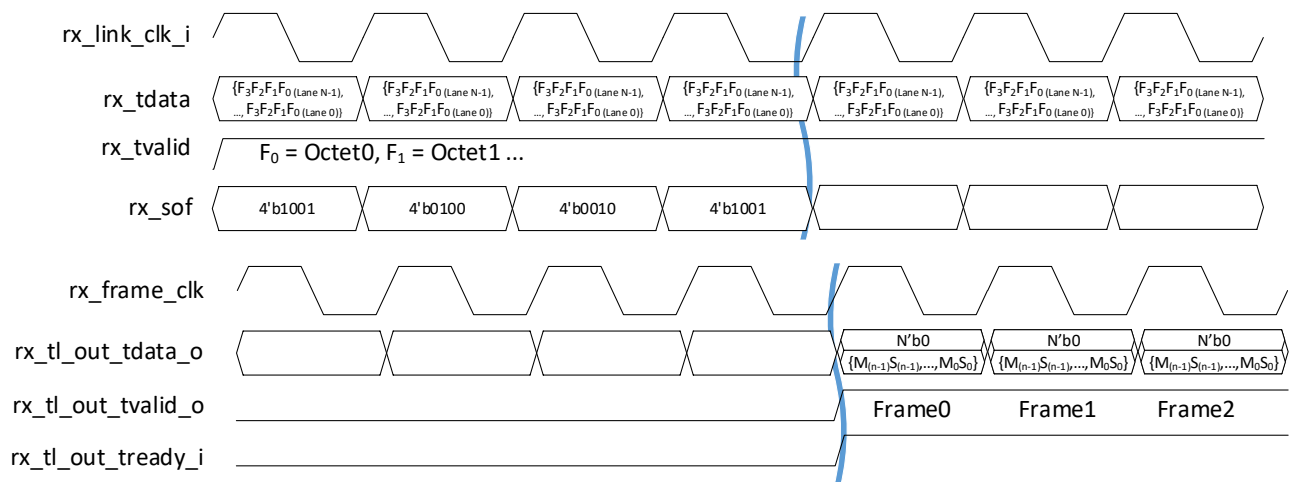 rx_link_clk_i
rx_tdata
{F₃F₂F₁F₀ (Lane N-1), {F₃F₂F₁F₀ (Lane N-1), {F₃F₂F₁F₀ (Lane N-1), {F₃F₂F₁F₀ (Lane N-1), {F₃F₂F₁F₀ (Lane N-1), {F₃F₂F₁F₀ (Lane N-1), {F₃F₂F₁F₀ (Lane N-1),
..., F₃F₂F₁F₀ (Lane 0)} ..., F₃F₂F₁F₀ (Lane 0)} ..., F₃F₂F₁F₀ (Lane 0)} ..., F₃F₂F₁F₀ (Lane 0)} ..., F₃F₂F₁F₀ (Lane 0)} ..., F₃F₂F₁F₀ (Lane 0)} ..., F₃F₂F₁F₀ (Lane 0)}
rx_tvalid F₀ = Octet0, F₁ = Octet1 ...
rx_sof 4'b1001 4'b0100 4'b0010 4'b1001
rx_frame_clk
rx_tl_out_tdata_o
N'b0 N'b0 N'b0
{M₍ₙ₋₁₎S₍ₙ₋₁₎,...,M₀S₀} {M₍ₙ₋₁₎S₍ₙ₋₁₎,...,M₀S₀} {M₍ₙ₋₁₎S₍ₙ₋₁₎,...,M₀S₀}
rx_tl_out_tvalid_o Frame0 Frame1 Frame2
rx_tl_out_tready_i